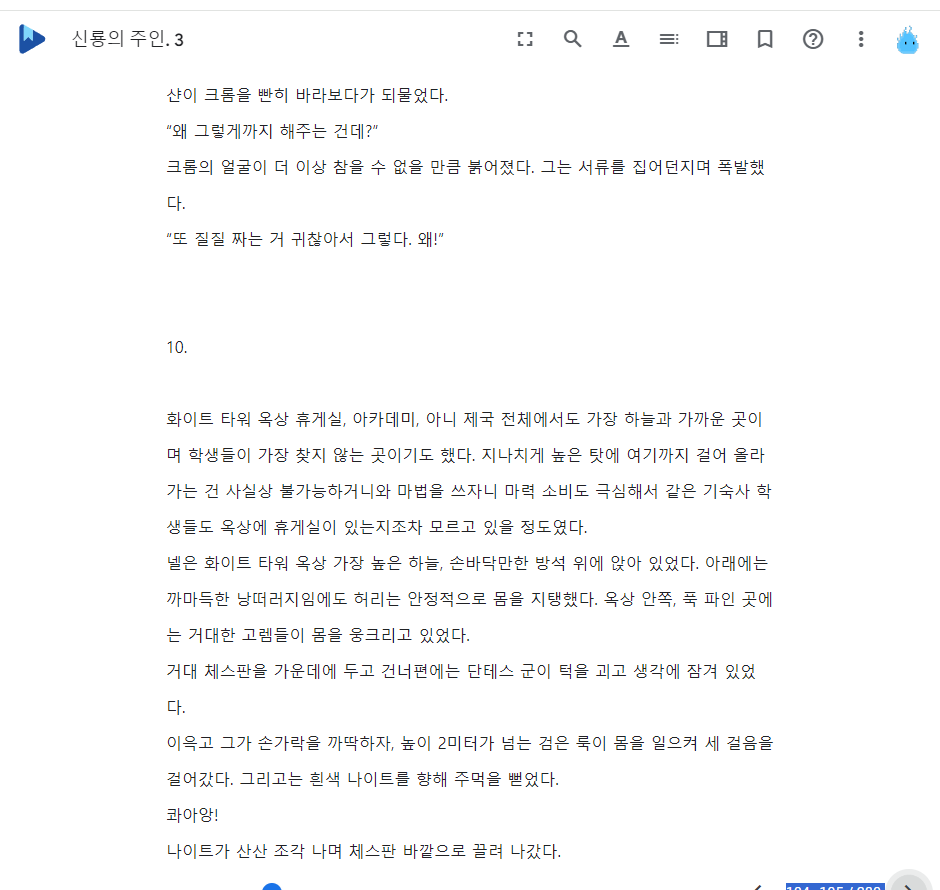 신룡의 주인. 3
샨이 크롬을 빤히 바라보다가 되물었다.
“왜 그렇게까지 해주는 건데?”
크롬의 얼굴이 더 이상 참을 수 없을 만큼 붉어졌다. 그는 서류를 집어던지며 폭발했
다.
“또 질질 짜는 거 귀찮아서 그렇다. 왜!”
10.
화이트 타워 옥상 휴게실, 아카데미, 아니 제국 전체에서도 가장 하늘과 가까운 곳이
며 학생들이 가장 찾지 않는 곳이기도 했다. 지나치게 높은 탓에 여기까지 걸어 올라
가는 건 사실상 불가능하거니와 마법을 쓰자니 마력 소비도 극심해서 같은 기숙사 학
생들도 옥상에 휴게실이 있는지조차 모르고 있을 정도였다.
넬은 화이트 타워 옥상 가장 높은 하늘, 손바닥만한 방석 위에 앉아 있었다. 아래에는
까마득한 낭떠러지임에도 허리는 안정적으로 몸을 지탱했다. 옥상 안쪽, 푹 파인 곳에
는 거대한 고렘들이 몸을 웅크리고 있었다.
거대 체스판을 가운데에 두고 건너편에는 단테스 군이 턱을 괴고 생각에 잠겨 있었
다.
이윽고 그가 손가락을 까딱하자, 높이 2미터가 넘는 검은 룩이 몸을 일으켜 세 걸음을
걸어갔다. 그리고는 흰색 나이트를 향해 주먹을 뻗었다.
콰아앙!
나이트가 산산 조각 나며 체스판 바깥으로 끌려 나갔다.